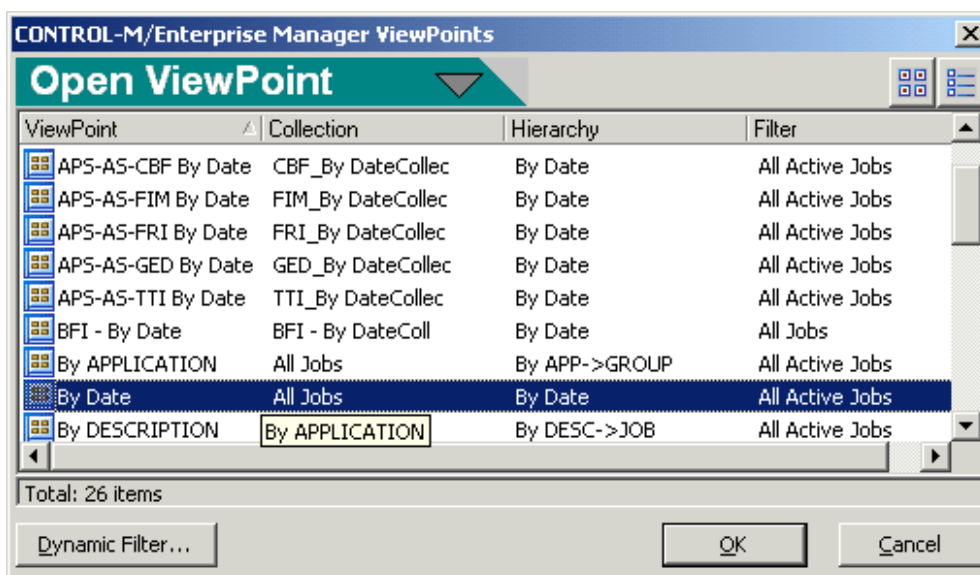 CONTROL-M/Enterprise Manager ViewPoints
Open ViewPoint
ViewPoint Collection Hierarchy Filter
APS-AS-CBF By Date CBF_By DateCollec By Date All Active Jobs
APS-AS-FIM By Date FIM_By DateCollec By Date All Active Jobs
APS-AS-FRI By Date FRI_By DateCollec By Date All Active Jobs
APS-AS-GED By Date GED_By DateCollec By Date All Active Jobs
APS-AS-TTI By Date TTI_By DateCollec By Date All Active Jobs
BFI - By Date BFI - By DateColl By Date All Jobs
By APPLICATION All Jobs By APP->GROUP All Active Jobs
By Date All Jobs By Date All Active Jobs
By DESCRIPTION By APPLICATION By DESC->JOB All Active Jobs
Total: 26 items
Dynamic Filter... OK Cancel